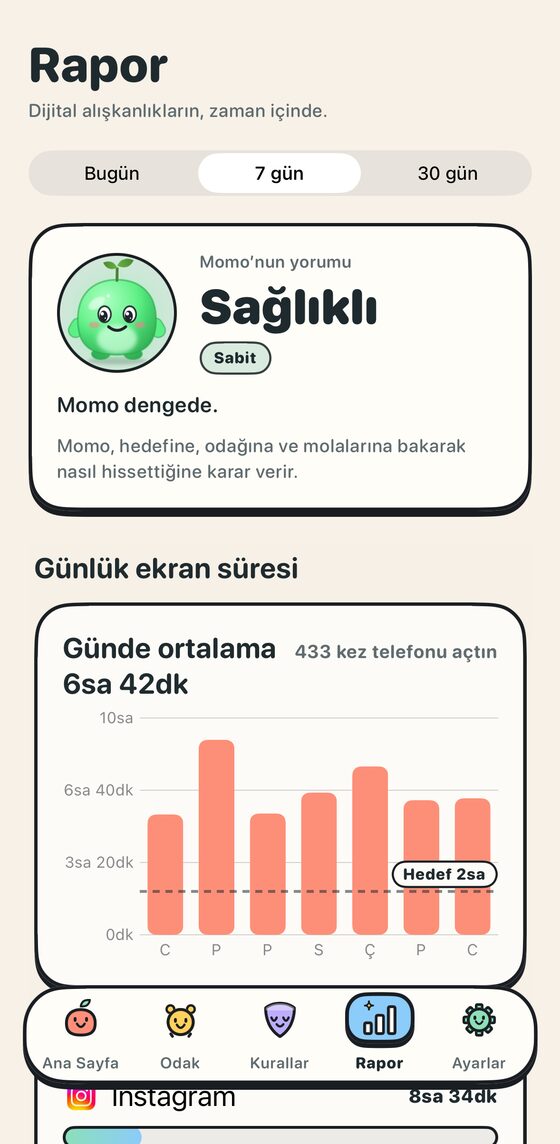 Rapor
Dijital alışkanlıkların, zaman içinde.
Bugün 7 gün 30 gün
Momo’nun yorumu
Sağlıklı
Sabit
Momo dengede.
Momo, hedefine, odağına ve molalarına bakarak
nasıl hissettiğine karar verir.
Günlük ekran süresi
Günde ortalama 433 kez telefonu açtın
6sa 42dk
10sa
6sa 40dk
3sa 20dk
Hedef 2sa
0dk
C P P S Ç P C
Ana Sayfa Odak Kurallar Rapor Ayarlar
Instagram 8sa 34dk